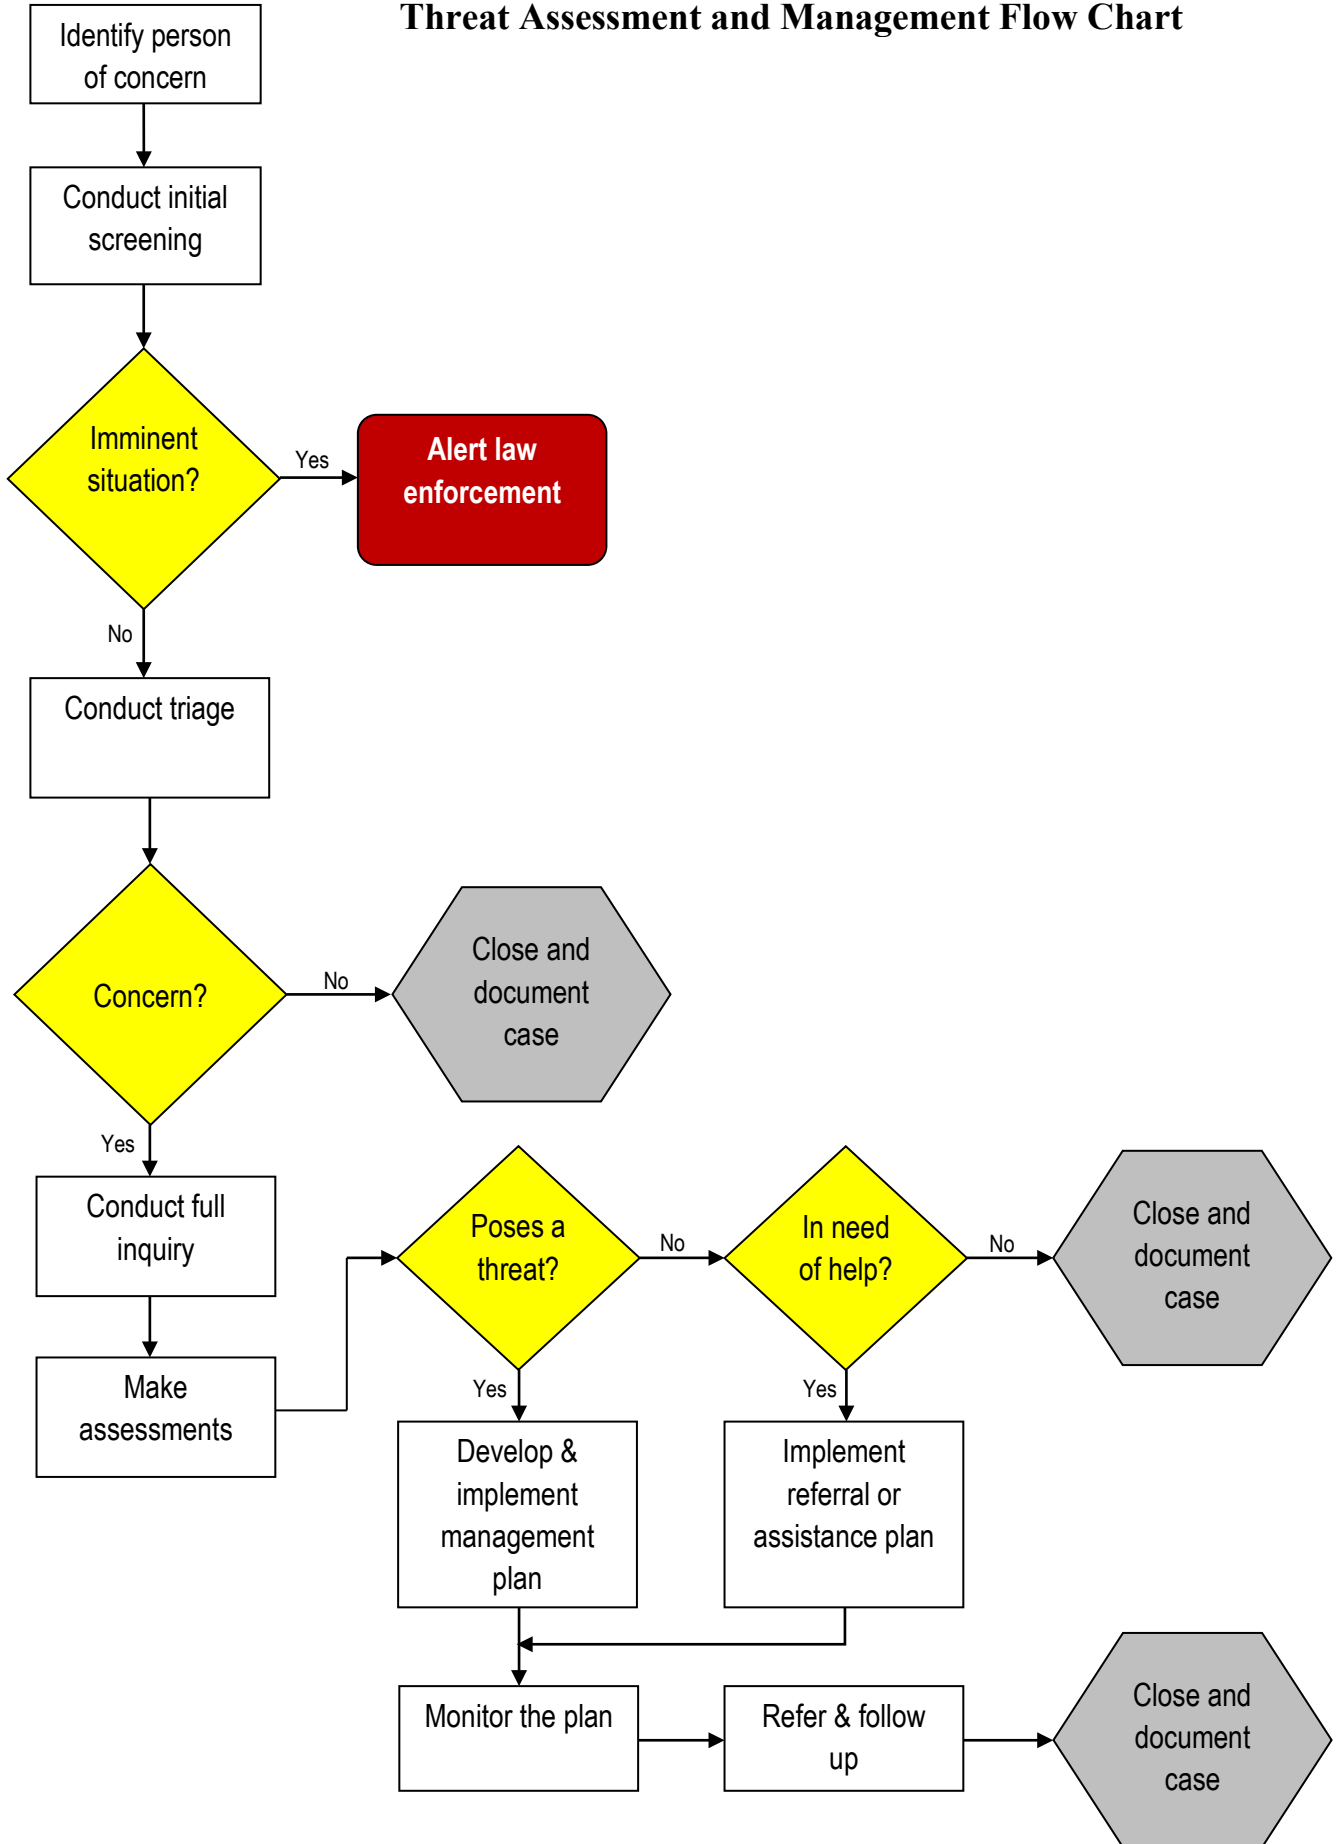 Threat Assessment and Management Flow Chart
Identify person
of concern
Conduct initial
screening
Imminent
situation?
Yes
Alert law
enforcement
No
Conduct triage
Concern?
No
Close and
document
case
Yes
Conduct full
inquiry
Make
assessments
Poses a
threat?
No
In need
of help?
No
Close and
document
case
Yes
Develop &
implement
management
plan
Yes
Implement
referral or
assistance plan
Monitor the plan
Refer & follow
up
Close and
document
case